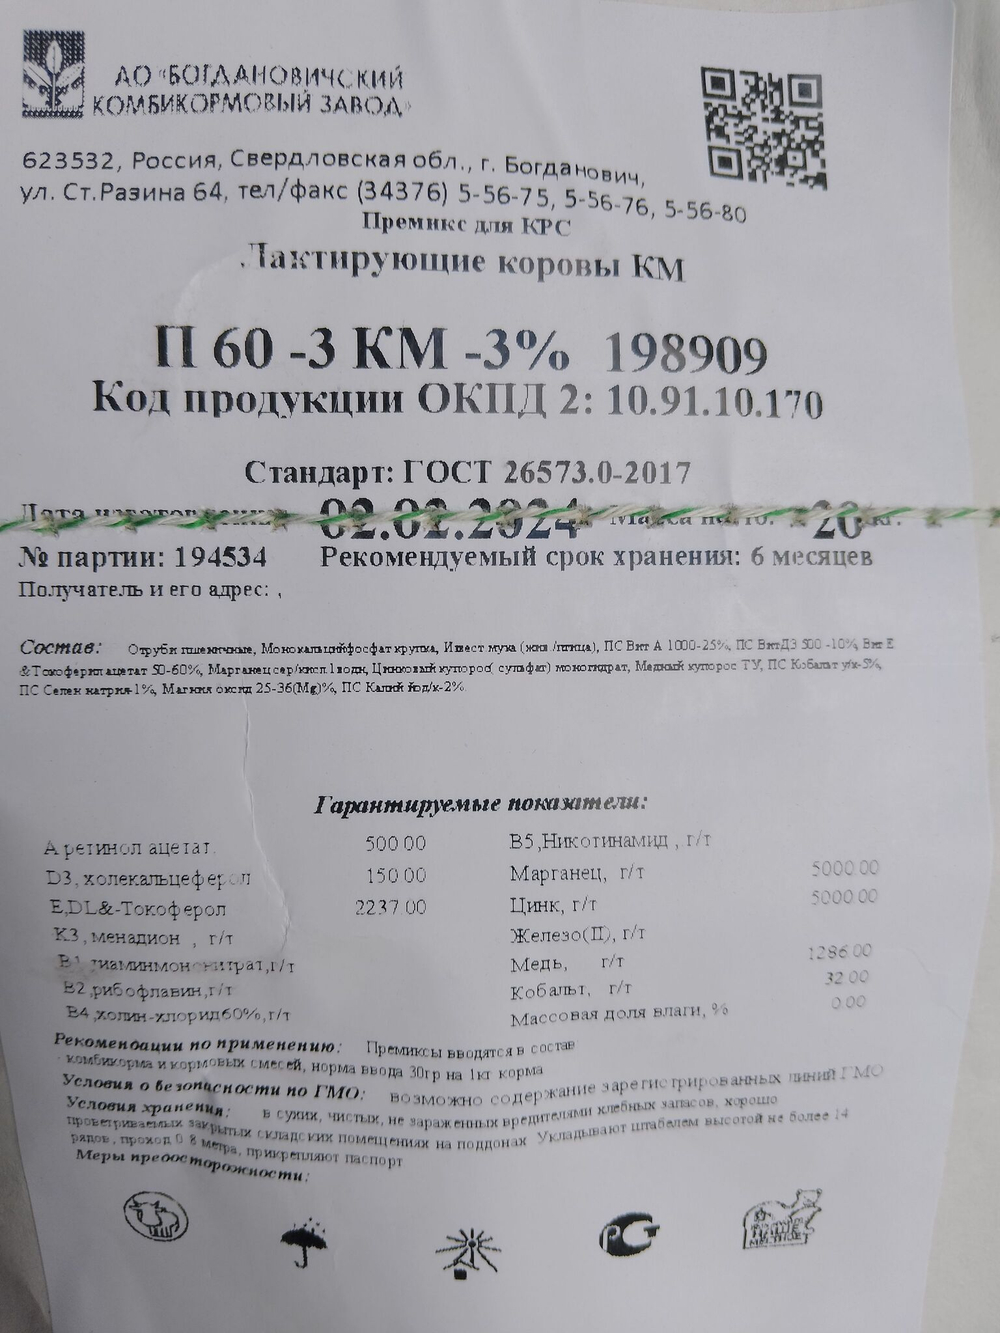 АО «БОГДАНОВИЧСКИЙ
КОМБИКОРМОВЫЙ ЗАВОД»
623532, Россия, Свердловская обл., г. Богданович,
ул. Ст.Разина 64, тел/факс (34376) 5-56-75, 5-56-76, 5-56-80
Премикс для КРС
Лактирующие коровы КМ
П 60 -3 КМ -3% 198909
Код продукции ОКПД 2: 10.91.10.170
Стандарт: ГОСТ 26573.0-2017
Дата изготовления 02.02.2024 Масса нетто: 20 кг.
№ партии: 194534 Рекомендуемый срок хранения: 6 месяцев
Получатель и его адрес: ,
Состав: Отруби пшеничные, Монокальцийфосфат крупка, Извест мука (жив /птица), ПС Вит А 1000-25%, ПС ВитД3 500 -10%, Вит Е
&Токоферил ацетат 50-60%, Марганец сер/кисл.1водн, Цинковый купорос( сульфат) моногидрат, Медный купорос ТУ, ПС Кобальт у/к-5%,
ПС Селен натрия-1%, Магния оксид 25-36(Mg)%, ПС Калий йод/к-2%
Гарантируемые показатели:
А ретинол ацетат. 500.00
D3, холекальцеферол 150.00
E,DL&-Токоферол 2237.00
К3, менадион , г/т
В1 тиаминмононитрат,г/т
В2,рибофлавин,г/т
В4,холин-хлорид60%,г/т
В5,Никотинамид , г/т
Марганец, г/т 5000.00
Цинк, г/т 5000.00
Железо(II), г/т
Медь, г/т 1286.00
Кобальт, г/т 32.00
Массовая доля влаги, % 0.00
Рекомендации по применению: Премиксы вводятся в состав
комбикорма и кормовых смесей, норма ввода 30гр на 1кг корма
Условия о безопасности по ГМО: возможно содержание зарегистрированных линий ГМО
Условия хранения: в сухих, чистых, не зараженных вредителями хлебных запасов, хорошо
проветриваемых закрытых складских помещениях на поддонах Укладывают штабелем высотой не более 14
рядов, проход 0.8 метра, прикрепляют паспорт
Меры предосторожности: